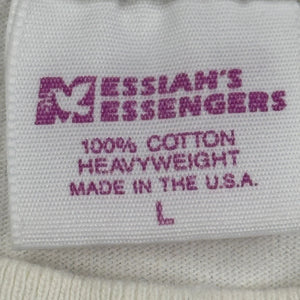 MESSIAH'S
MESSENGERS
100% COTTON
HEAVYWEIGHT
MADE IN THE U.S.A.
L